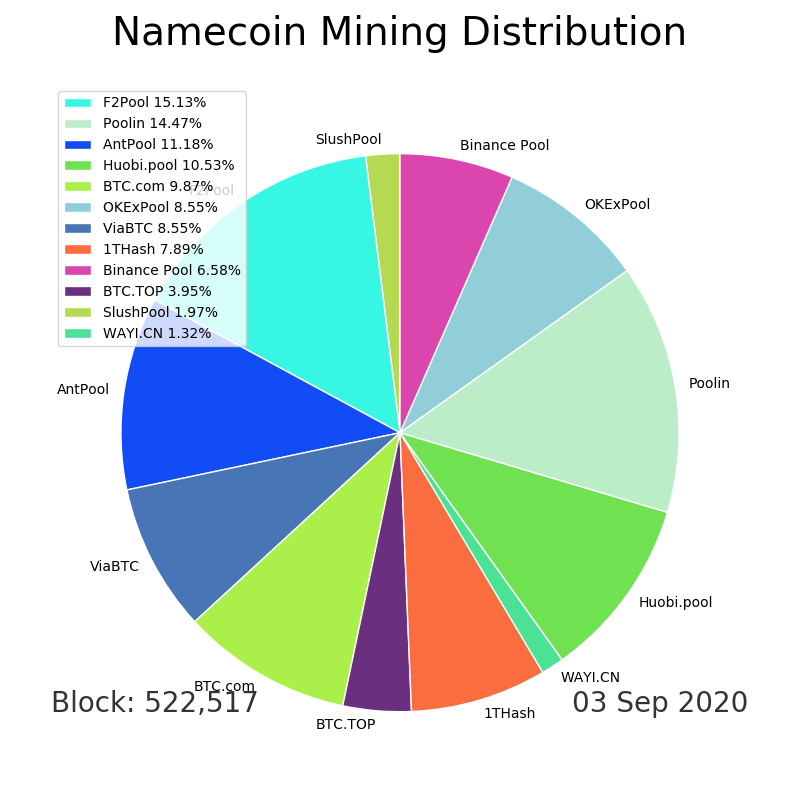 Namecoin Mining Distribution
F2Pool 15.13%
Poolin 14.47%
AntPool 11.18%
Huobi.pool 10.53%
BTC.com 9.87%
OKExPool 8.55%
ViaBTC 8.55%
1THash 7.89%
Binance Pool 6.58%
BTC.TOP 3.95%
SlushPool 1.97%
WAYI.CN 1.32%
SlushPool
Binance Pool
F2Pool
OKExPool
Poolin
AntPool
ViaBTC
Huobi.pool
WAYI.CN
BTC.com
1THash
BTC.TOP
Block: 522,517
03 Sep 2020